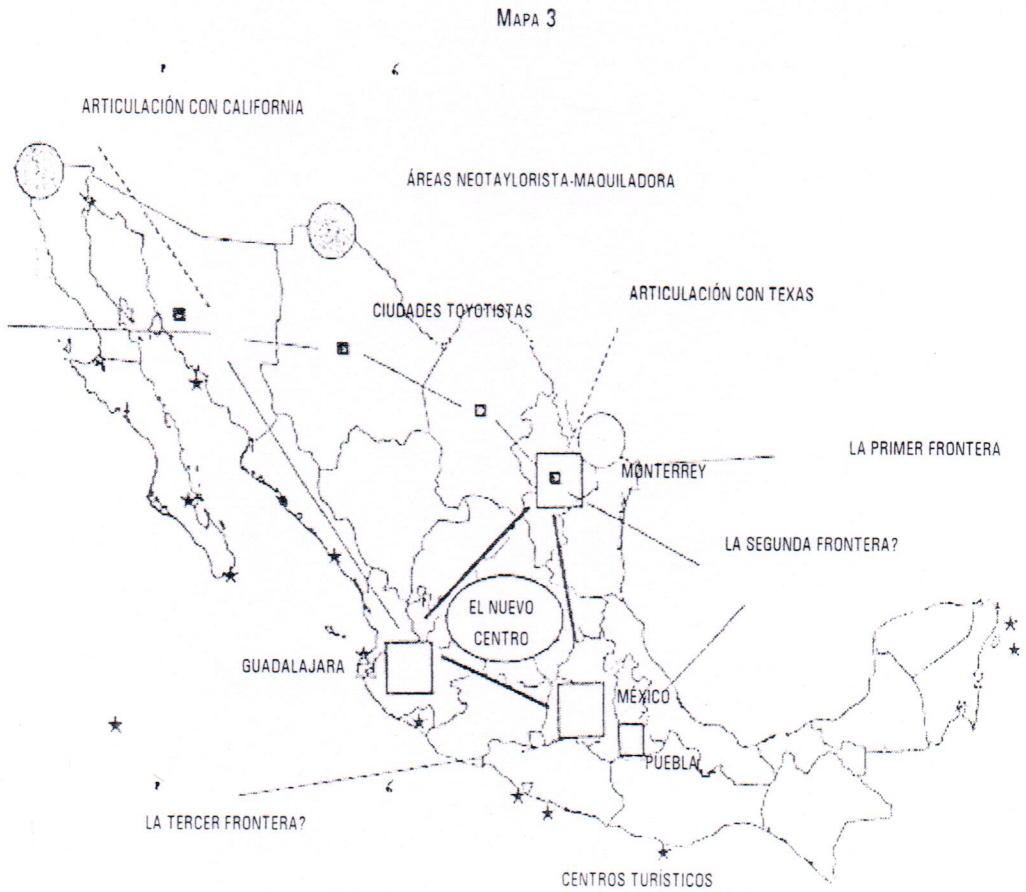 MAPA 3
ARTICULACIÓN CON CALIFORNIA
ÁREAS NEOTAYLORISTA-MAQUILADORA
ARTICULACIÓN CON TEXAS
CIUDADES TOYOTISTAS
LA PRIMER FRONTERA
MONTERREY
LA SEGUNDA FRONTERA?
EL NUEVO
CENTRO
GUADALAJARA
MÉXICO
PUEBLA
LA TERCER FRONTERA?
CENTROS TURÍSTICOS